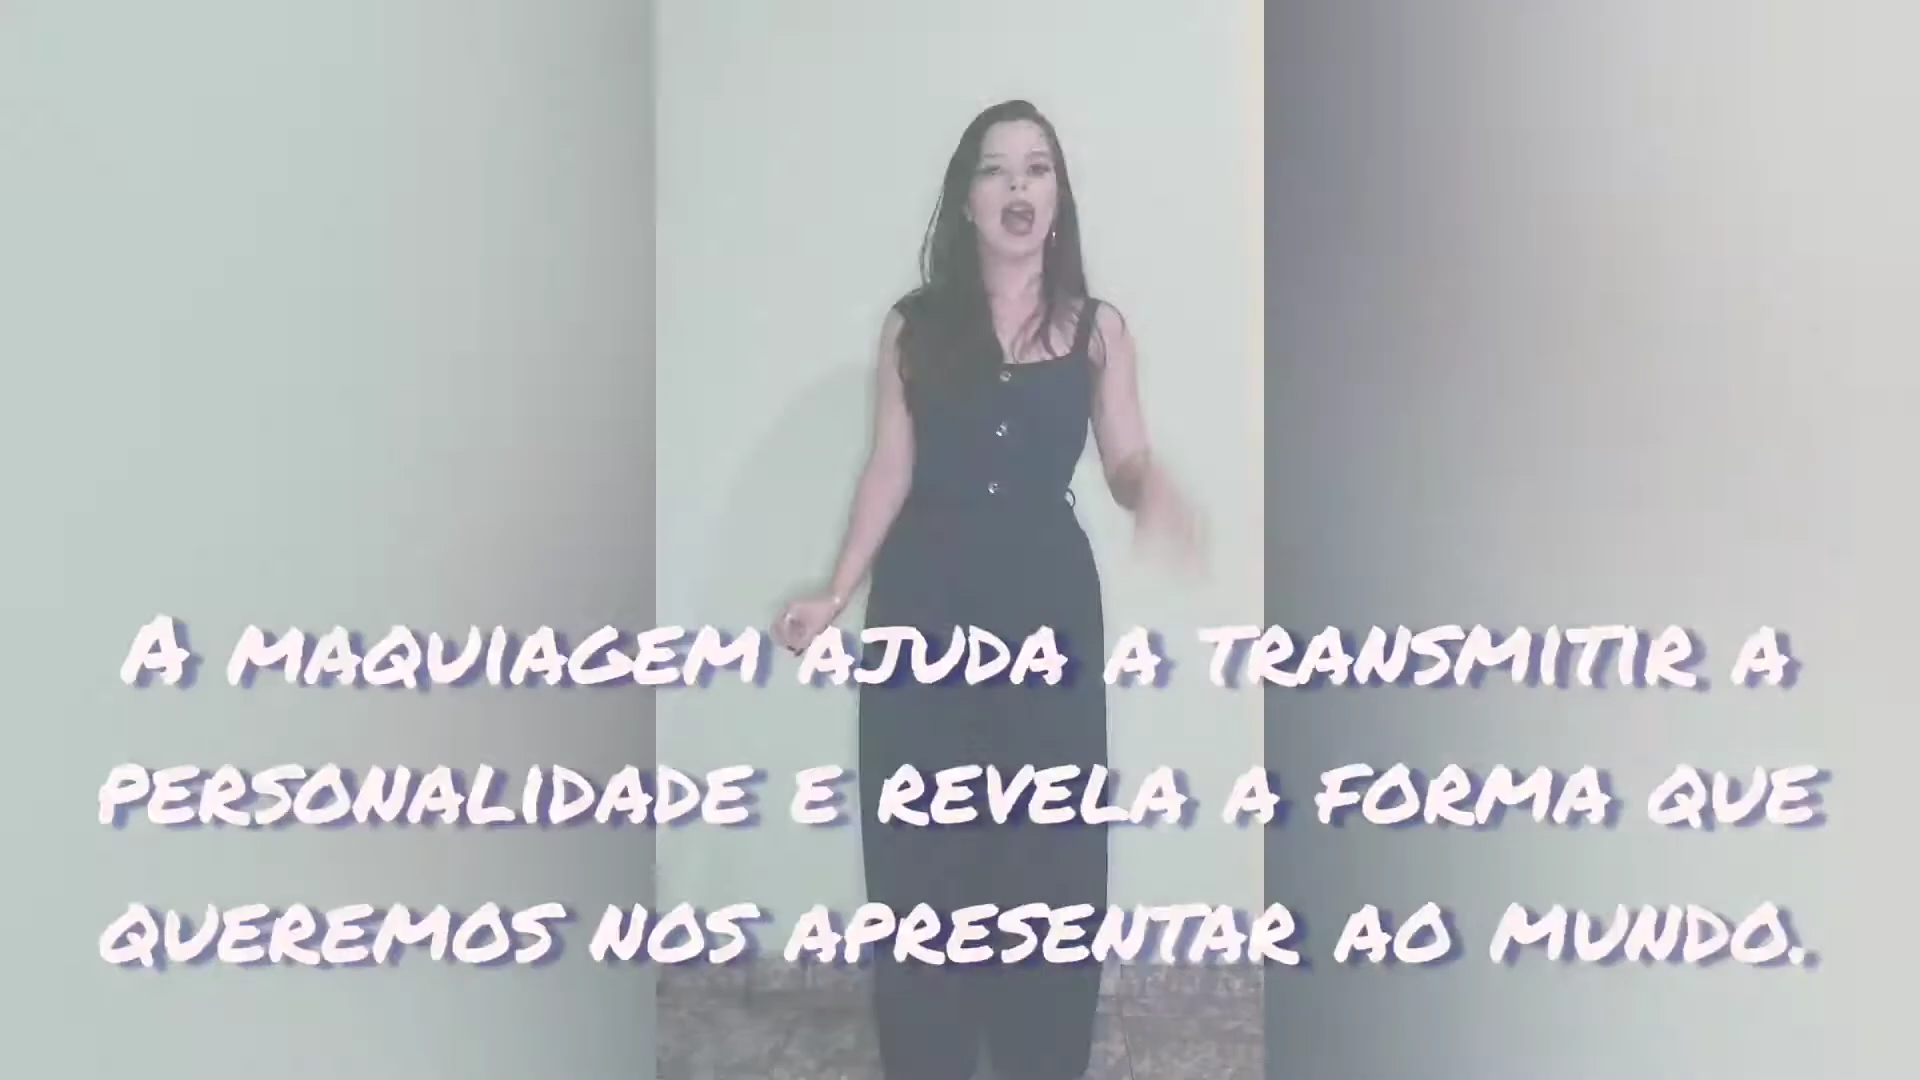 A maquiagem ajuda a transmitir a
personalidade e revela a forma que
queremos nos apresentar ao mundo.